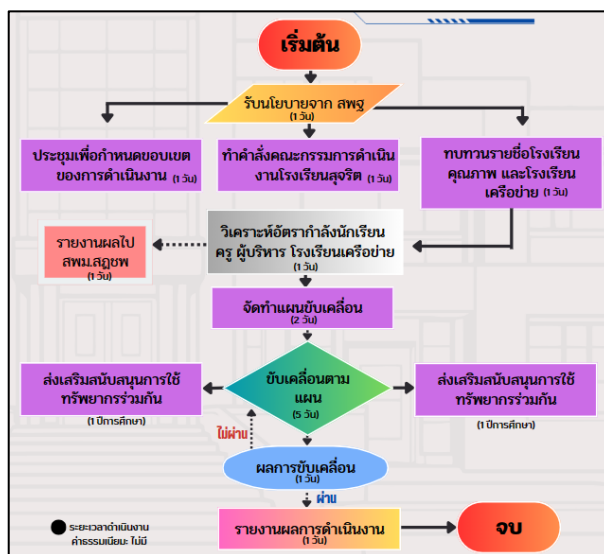 เริ่มต้น
รับนโยบายจาก สพฐ
(1 วัน)
ประชุมเพื่อกำหนดขอบเขต
ของการดำเนินงาน (1 วัน)
ทำคำสั่งคณะกรรมการดำเนิน
งานโรงเรียนสุจริต (1 วัน)
ทบทวนรายชื่อโรงเรียน
คุณภาพ และโรงเรียน
เครือข่าย (1 วัน)
รายงานผลไป
สพม.สฎชพ
(1 วัน)
วิเคราะห์อัตรากำลังนักเรียน
ครู ผู้บริหาร โรงเรียนเครือข่าย
(1 วัน)
จัดทำแผนขับเคลื่อน
(2 วัน)
ส่งเสริมสนับสนุนการใช้
ทรัพยากรร่วมกัน
(1 ปีการศึกษา)
ขับเคลื่อนตาม
แผน
(5 วัน)
ส่งเสริมสนับสนุนการใช้
ทรัพยากรร่วมกัน
(1 ปีการศึกษา)
ไม่ผ่าน
ผลการขับเคลื่อน
(1 วัน)
ผ่าน
รายงานผลการดำเนินงาน
(1 วัน)
จบ
ระยะเวลาดำเนินงาน
ค่าธรรมเนียม ไม่มี